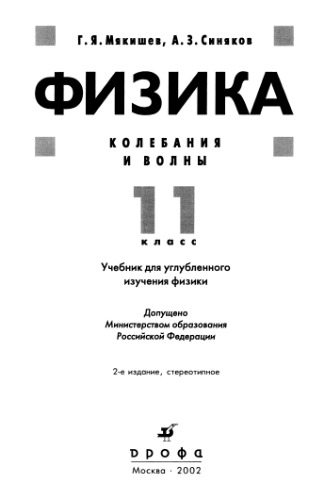 Г. Я. Мякишев, А. З. Синяков
ФИЗИКА
КОЛЕБАНИЯ
И ВОЛНЫ
11
класс
Учебник для углубленного
изучения физики
Допущено
Министерством образования
Российской Федерации
2-е издание, стереотипное
дрофа
Москва • 2002